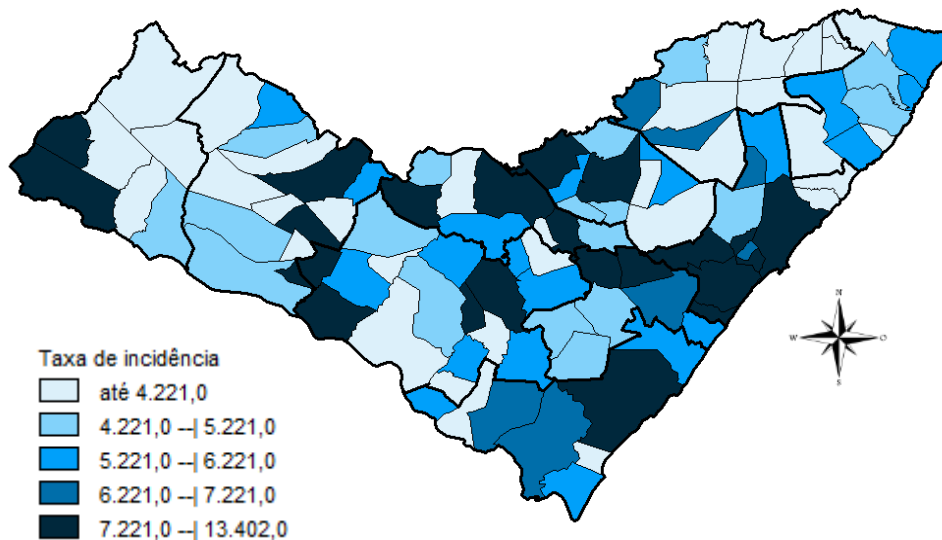 N
W
O
S
Taxa de incidência
até 4.221,0
4.221,0 --| 5.221,0
5.221,0 --| 6.221,0
6.221,0 --| 7.221,0
7.221,0 --| 13.402,0